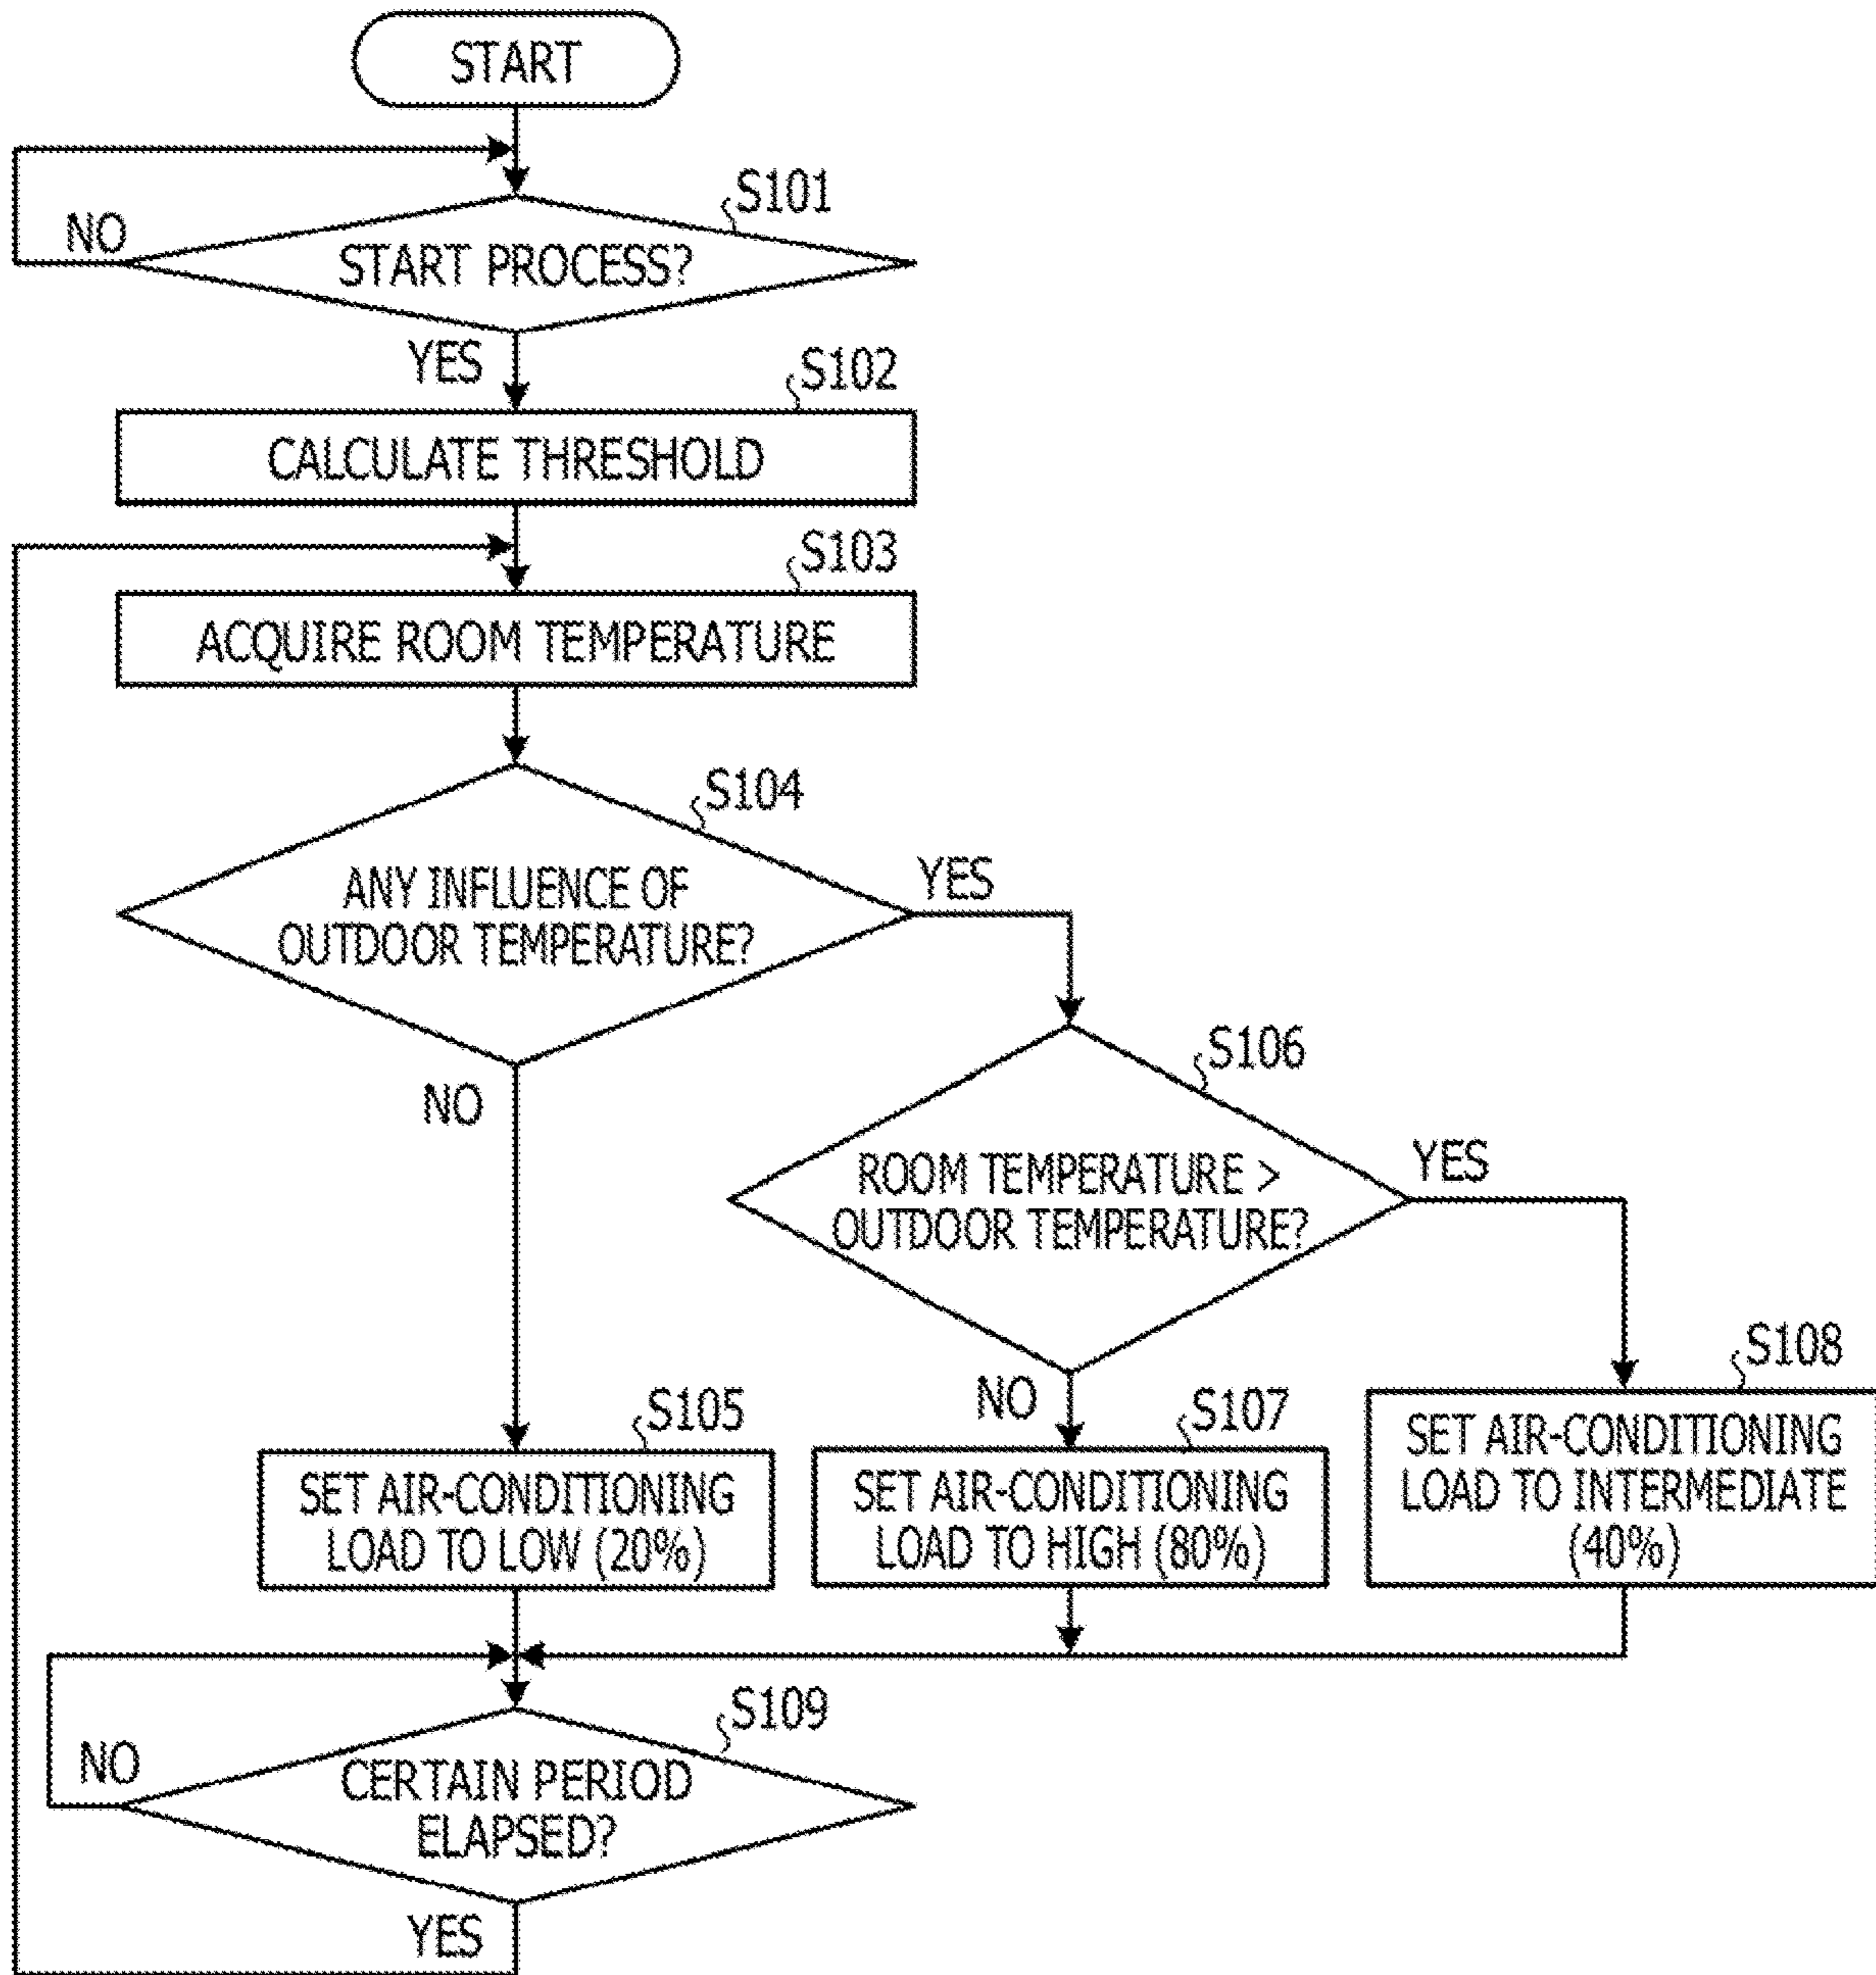 START
S101
NO
START PROCESS?
YES
S102
CALCULATE THRESHOLD
S103
ACQUIRE ROOM TEMPERATURE
S104
ANY INFLUENCE OF
OUTDOOR TEMPERATURE?
YES
NO
S106
ROOM TEMPERATURE >
OUTDOOR TEMPERATURE?
YES
NO
S105
SET AIR-CONDITIONING
LOAD TO LOW (20%)
S107
SET AIR-CONDITIONING
LOAD TO HIGH (80%)
S108
SET AIR-CONDITIONING
LOAD TO INTERMEDIATE
(40%)
S109
NO
CERTAIN PERIOD
ELAPSED?
YES